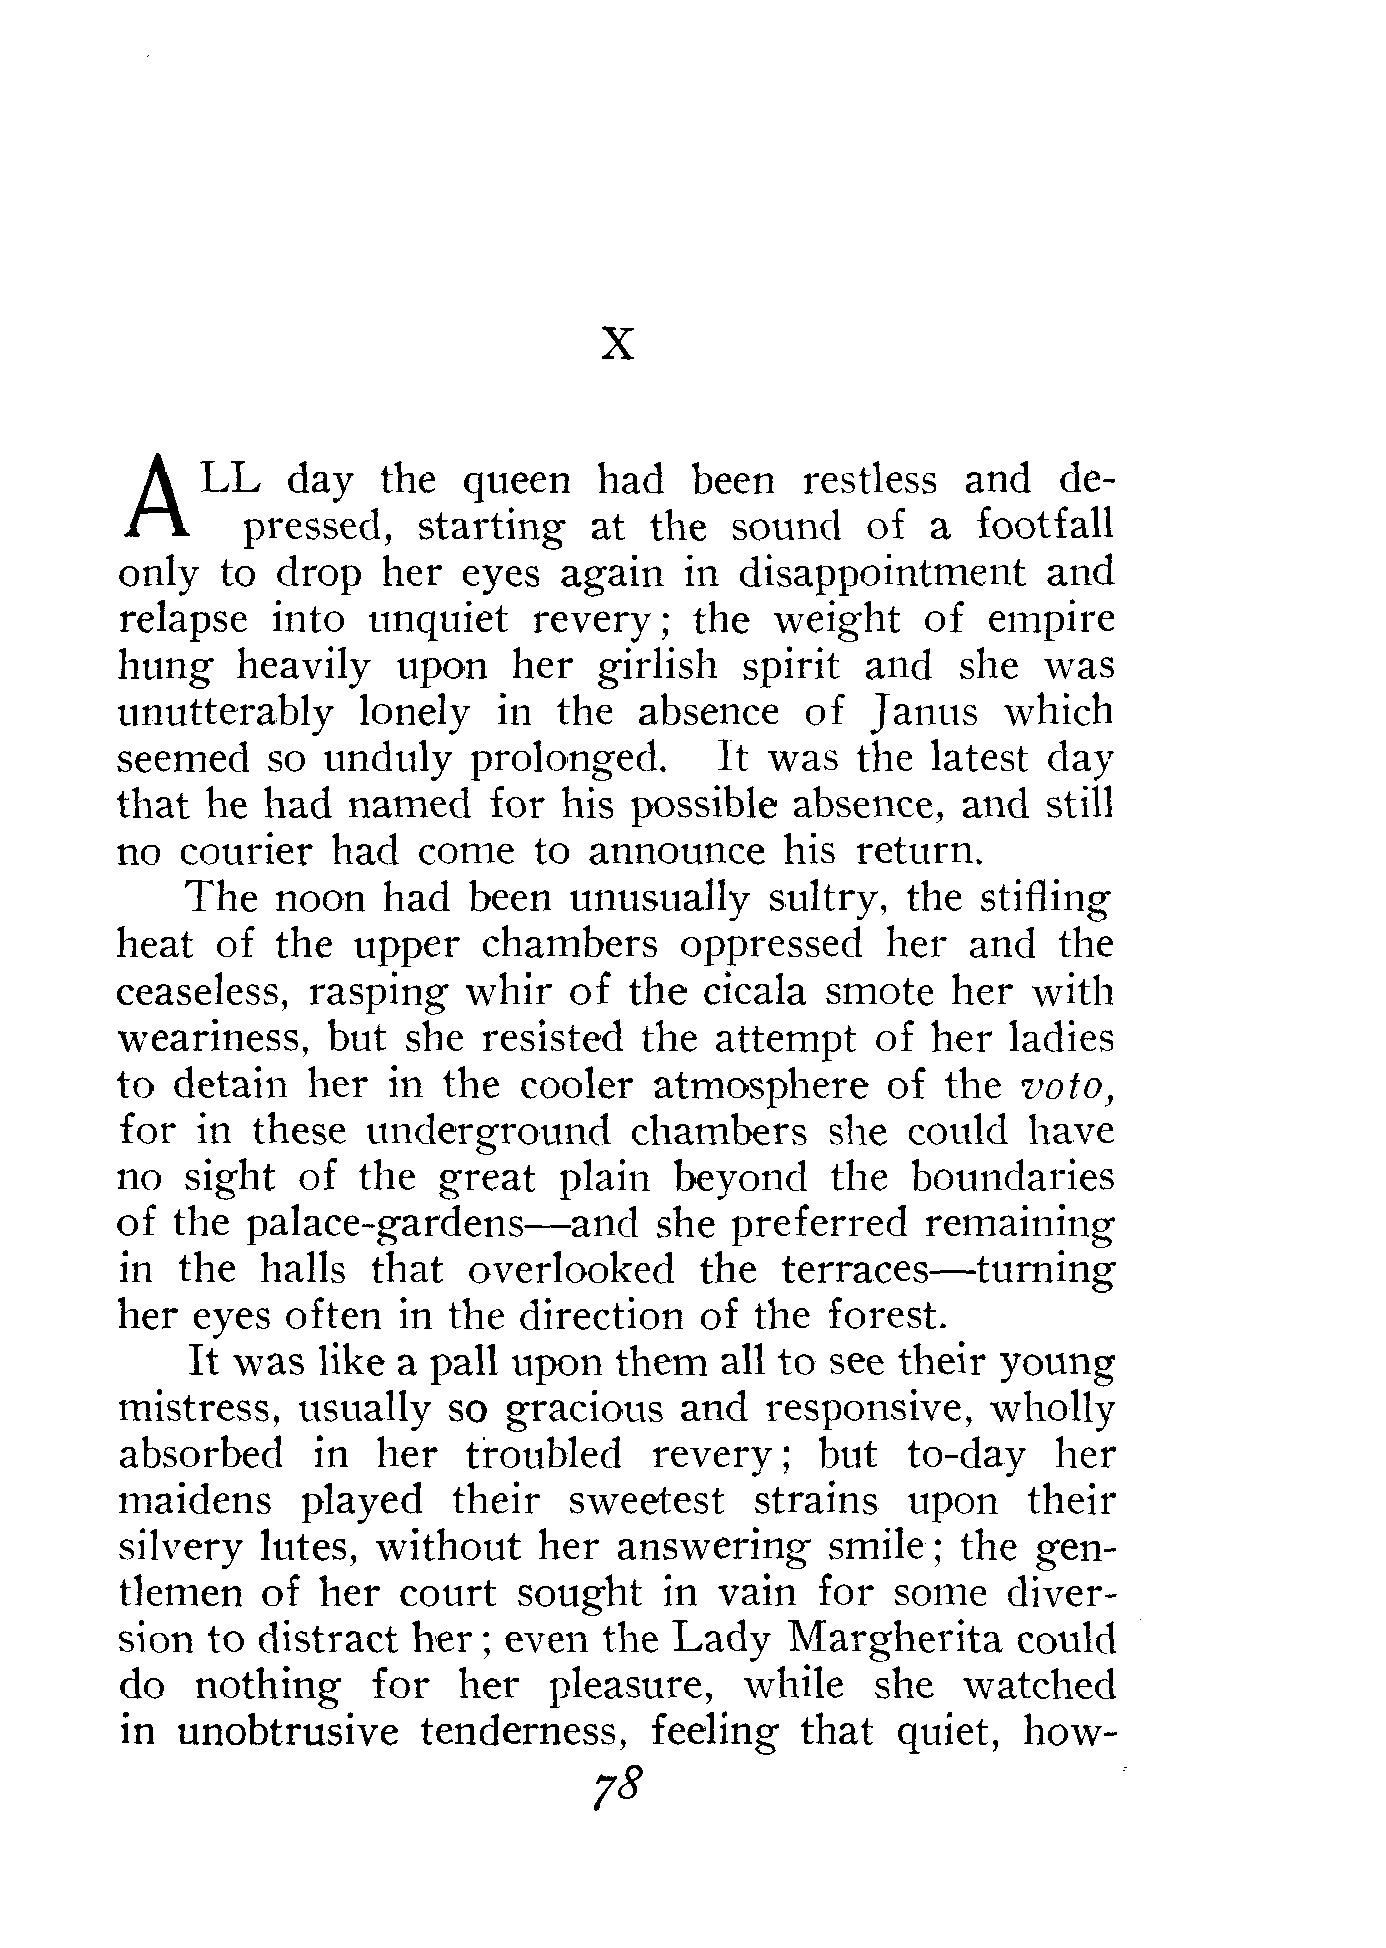 X
ALL day the queen had been restless and de-
pressed, starting at the sound of a footfall
only to drop her eyes again in disappointment and
relapse into unquiet revery; the weight of empire
hung heavily upon her girlish spirit and she was
unutterably lonely in the absence of Janus which
seemed so unduly prolonged. It was the latest day
that he had named for his possible absence, and still
no courier had come to announce his return.
The noon had been unusually sultry, the stifling
heat of the upper chambers oppressed her and the
ceaseless, rasping whir of the cicala smote her with
weariness, but she resisted the attempt of her ladies
to detain her in the cooler atmosphere of the voto,
for in these underground chambers she could have
no sight of the great plain beyond the boundaries
of the palace-gardens—and she preferred remaining
in the halls that overlooked the terraces—turning
her eyes often in the direction of the forest.
It was like a pall upon them all to see their young
mistress, usually so gracious and responsive, wholly
absorbed in her troubled revery; but to-day her
maidens played their sweetest strains upon their
silvery lutes, without her answering smile; the gen-
tlemen of her court sought in vain for some diver-
sion to distract her; even the Lady Margherita could
do nothing for her pleasure, while she watched
in unobtrusive tenderness, feeling that quiet, how-
78